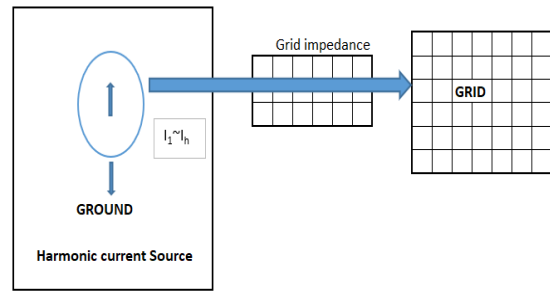 Grid impedance
GRID
I₁~Iₕ
GROUND
Harmonic current Source